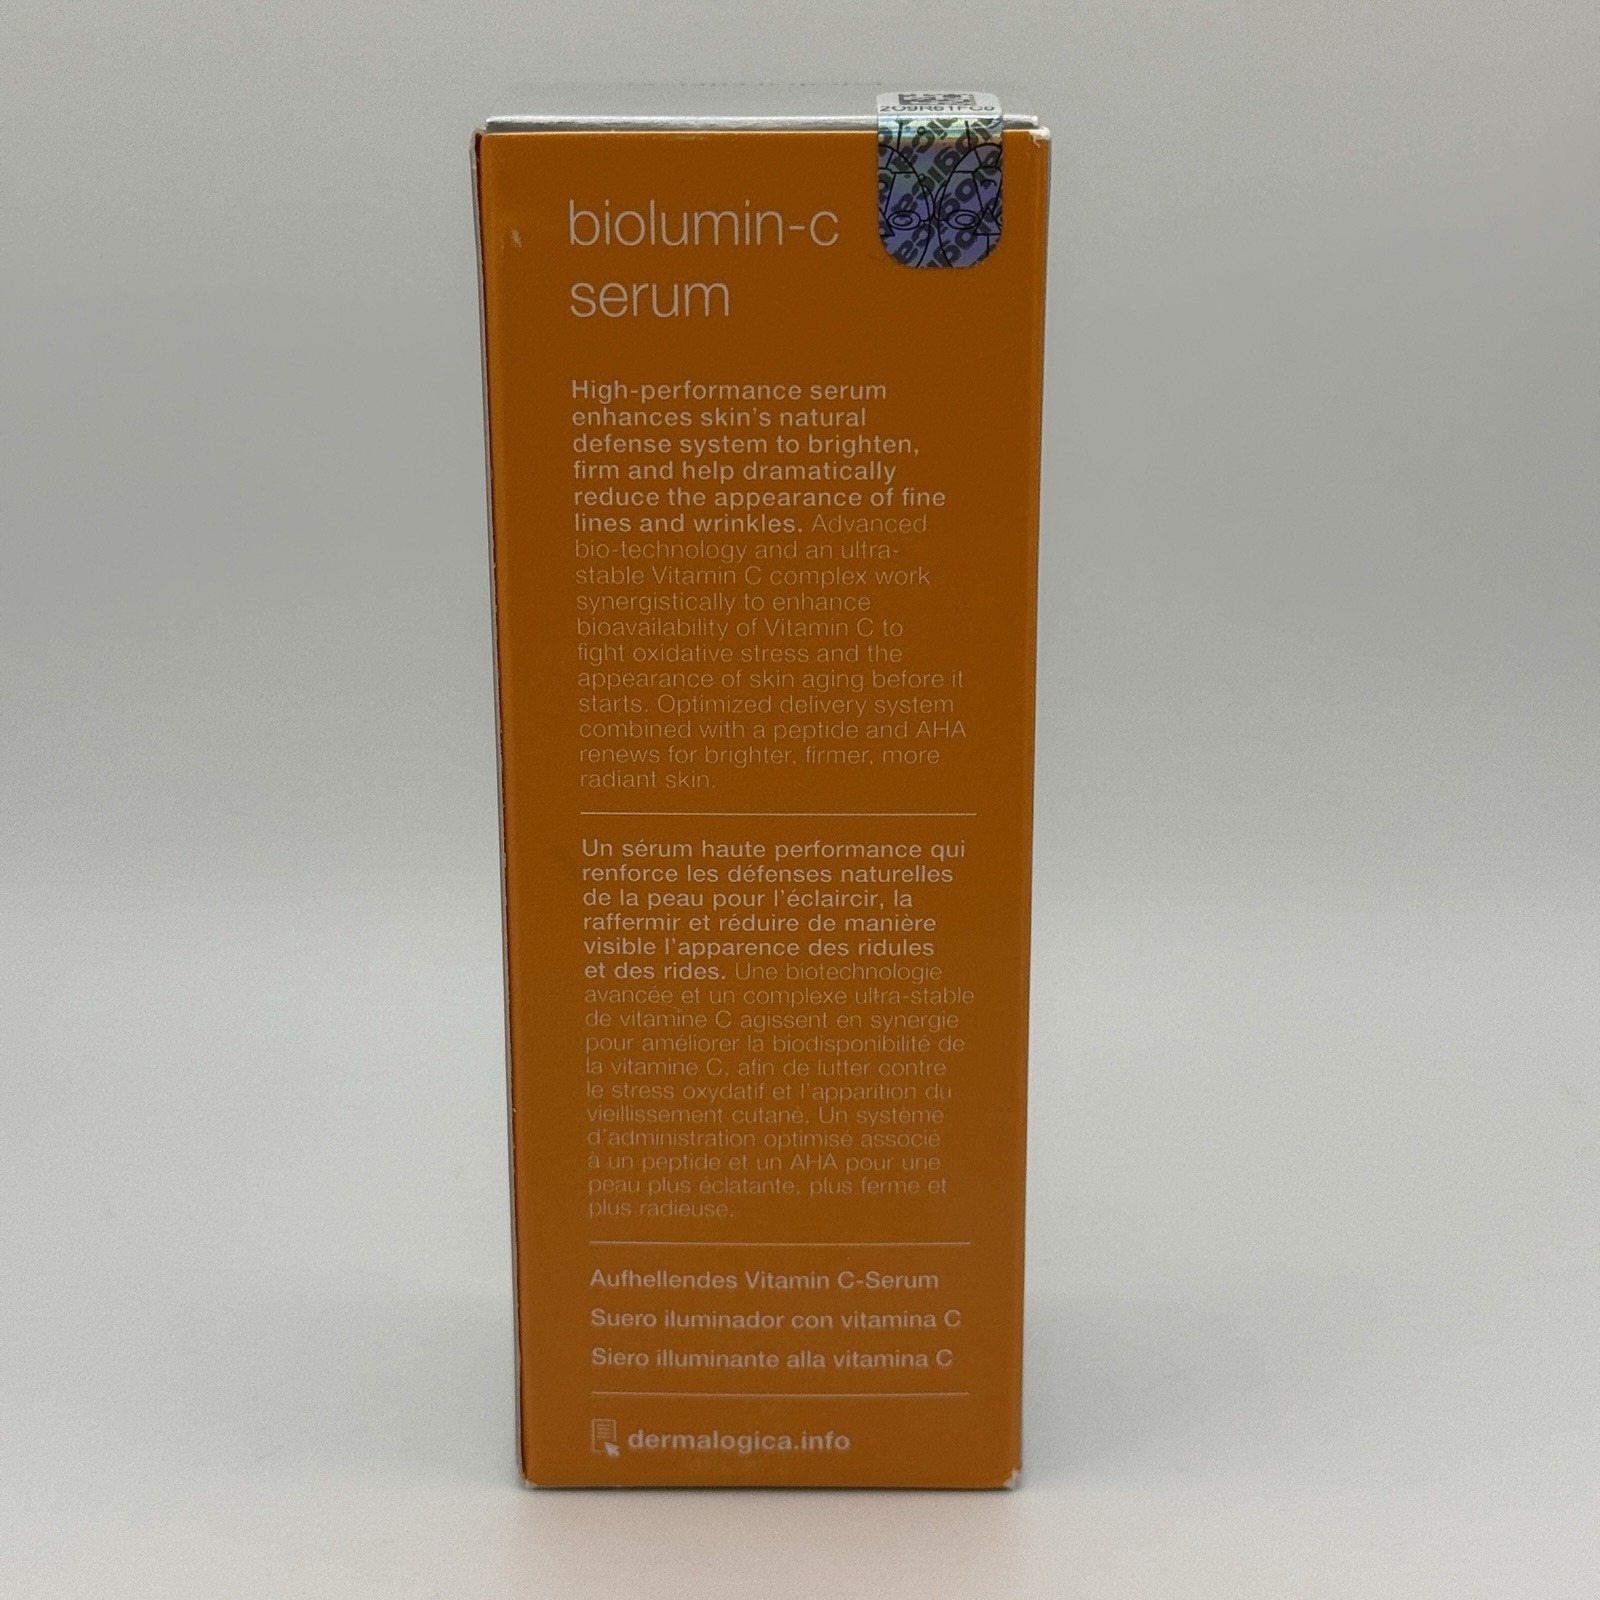 biolumin-c
serum
High-performance serum
enhances skin's natural
defense system to brighten,
firm and help dramatically
reduce the appearance of fine
lines and wrinkles. Advanced
bio-technology and an ultra-
stable Vitamin C complex work
synergistically to enhance
bioavailability of Vitamin C to
fight oxidative stress and the
appearance of skin aging before it
starts. Optimized delivery system
combined with a peptide and AHA
renews for brighter, firmer, more
radiant skin.
Un sérum haute performance qui
renforce les défenses naturelles
de la peau pour l'éclaircir, la
raffermir et réduire de manière
visible l'apparence des ridules
et des rides. Une biotechnologie
avancée et un complexe ultra-stable
de vitamine C agissent en synergie
pour améliorer la biodisponibilité de
la vitamine C, afin de lutter contre
le stress oxydatif et l'apparition du
vieillissement cutané. Un système
d'administration optimisé associé
à un peptide et un AHA pour une
peau plus éclatante, plus ferme et
plus radieuse.
Aufhellendes Vitamin C-Serum
Suero iluminador con vitamina C
Siero illuminante alla vitamina C
dermalogica.info